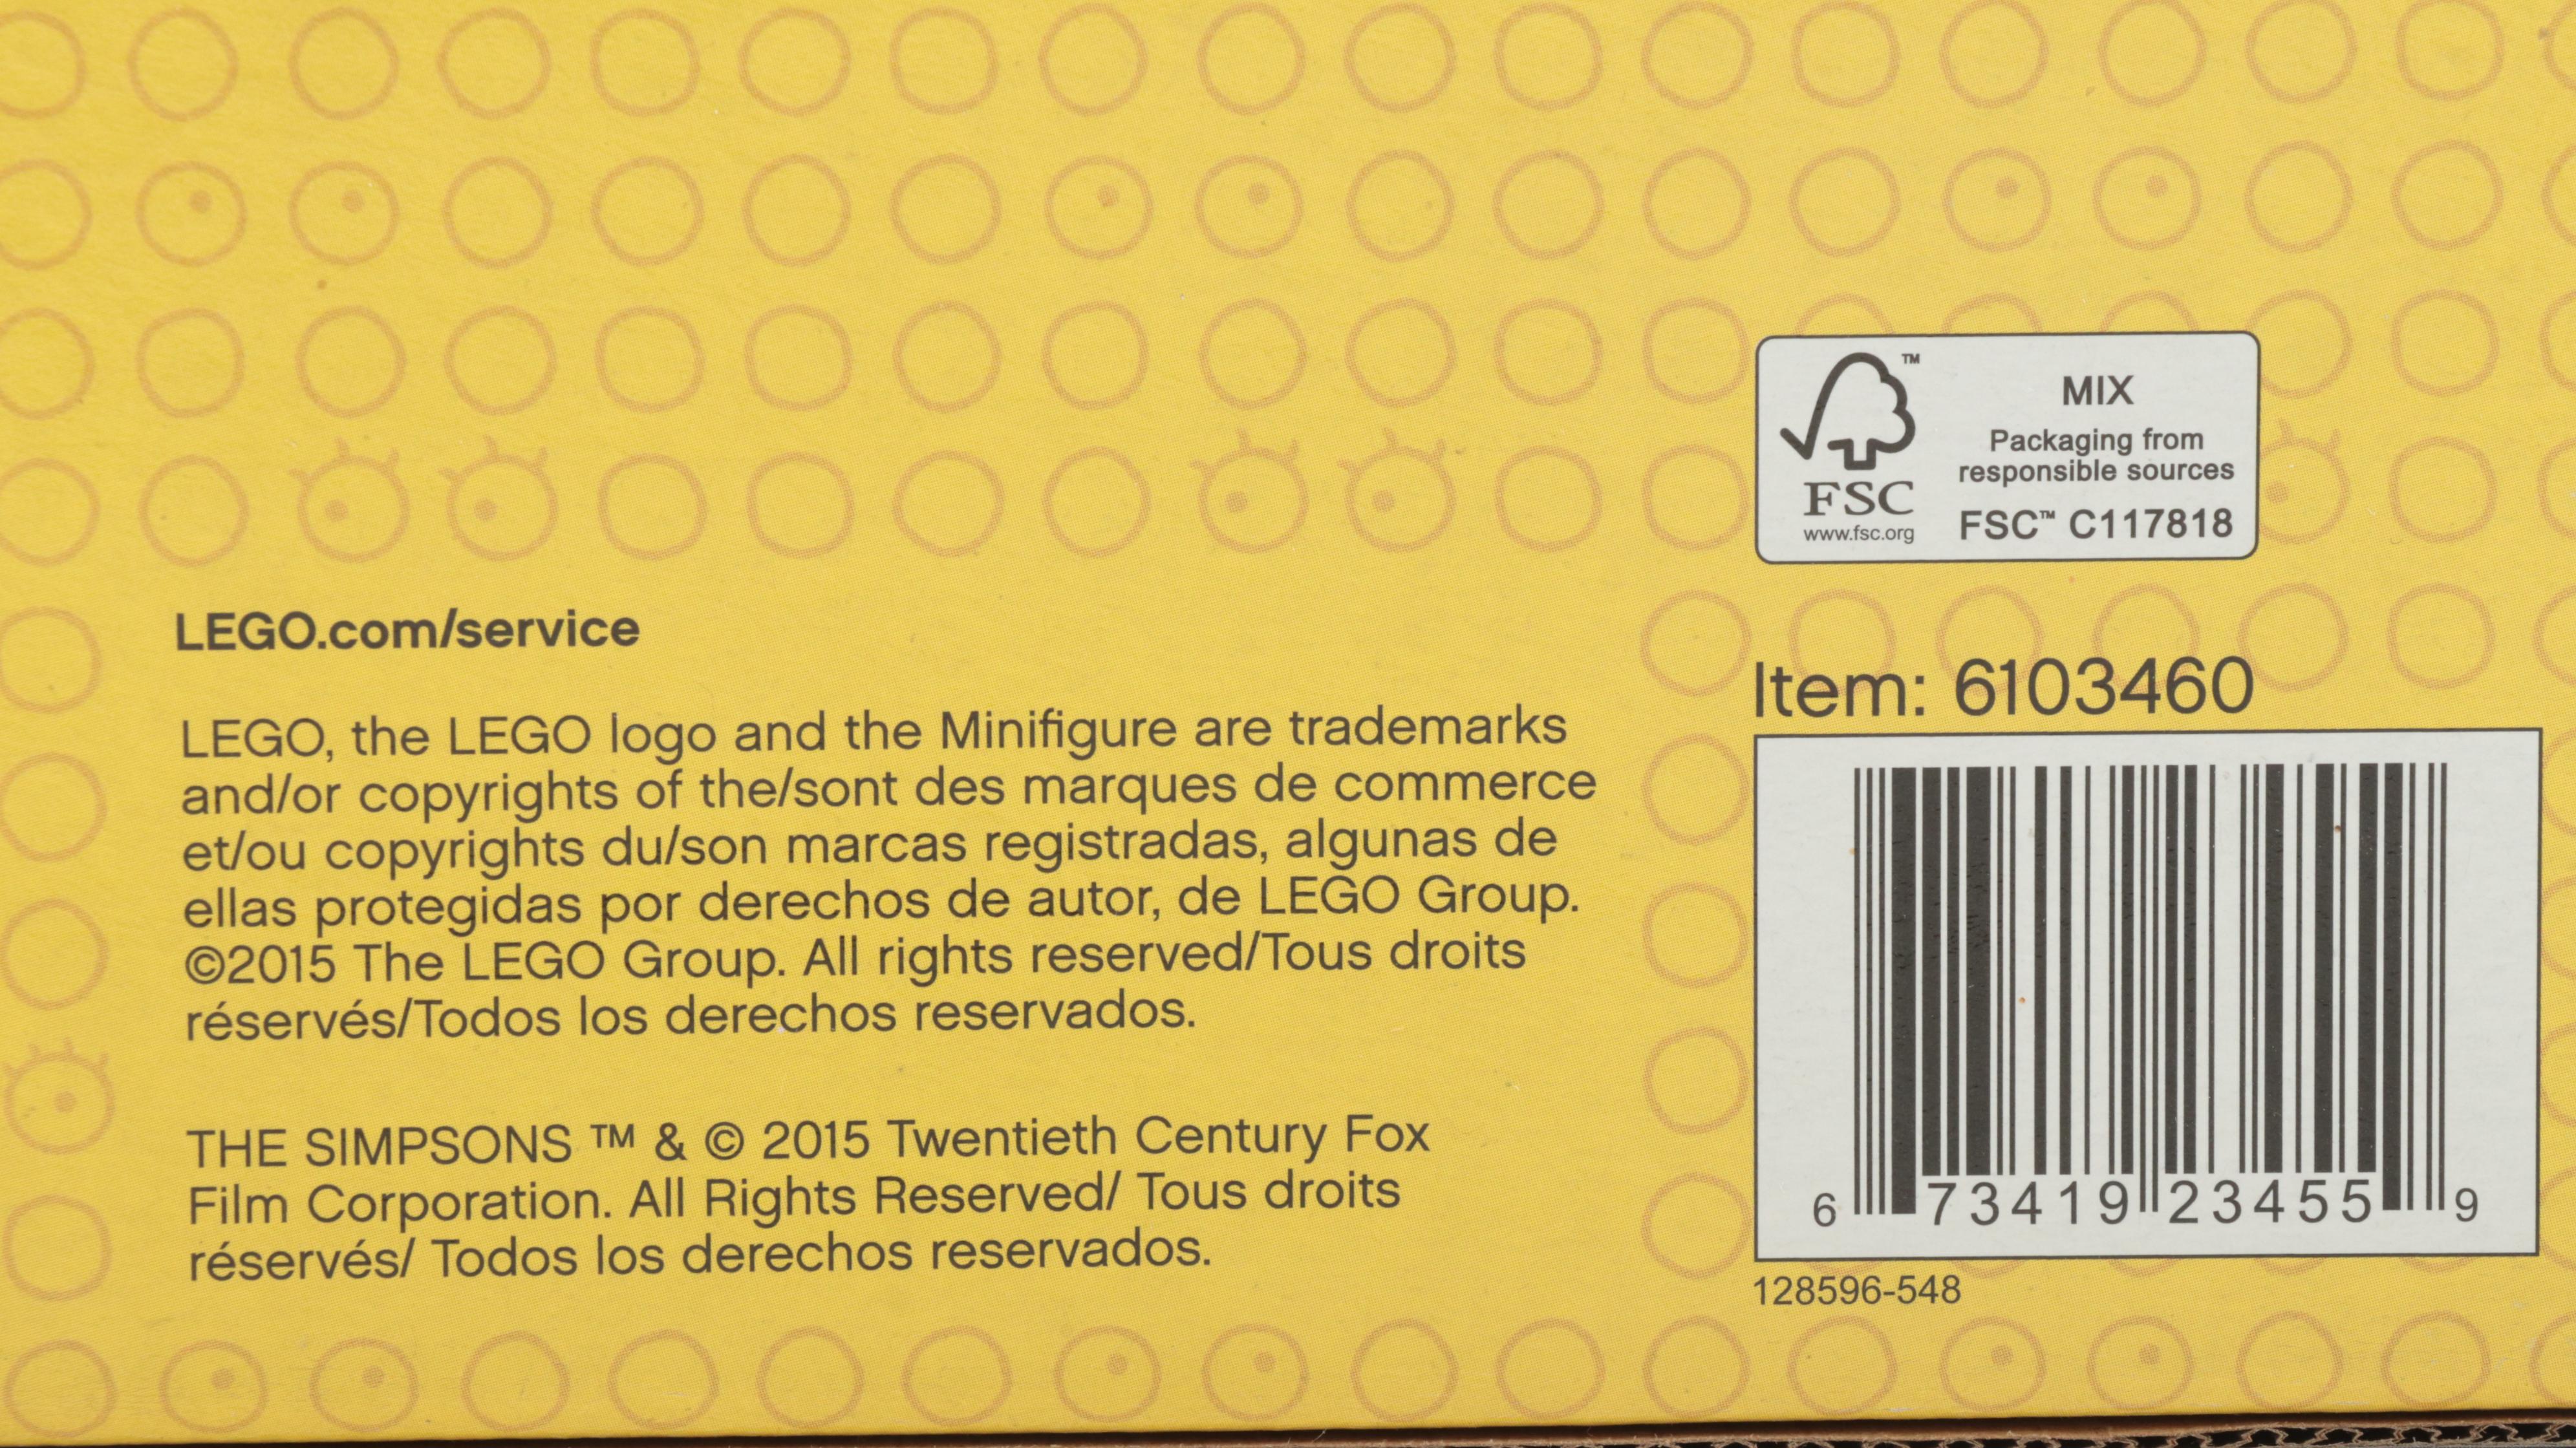 LEGO.com/service
LEGO, the LEGO logo and the Minifigure are trademarks
and/or copyrights of the/sont des marques de commerce
et/ou copyrights du/son marcas registradas, algunas de
ellas protegidas por derechos de autor, de LEGO Group.
©2015 The LEGO Group. All rights reserved/Tous droits
réservés/Todos los derechos reservados.
THE SIMPSONS ™ & © 2015 Twentieth Century Fox
Film Corporation. All Rights Reserved/ Tous droits
réservés/ Todos los derechos reservados.
™
FSC
www.fsc.org
MIX
Packaging from
responsible sources
FSC™ C117818
Item: 6103460
6 73419 23455 9
128596-548